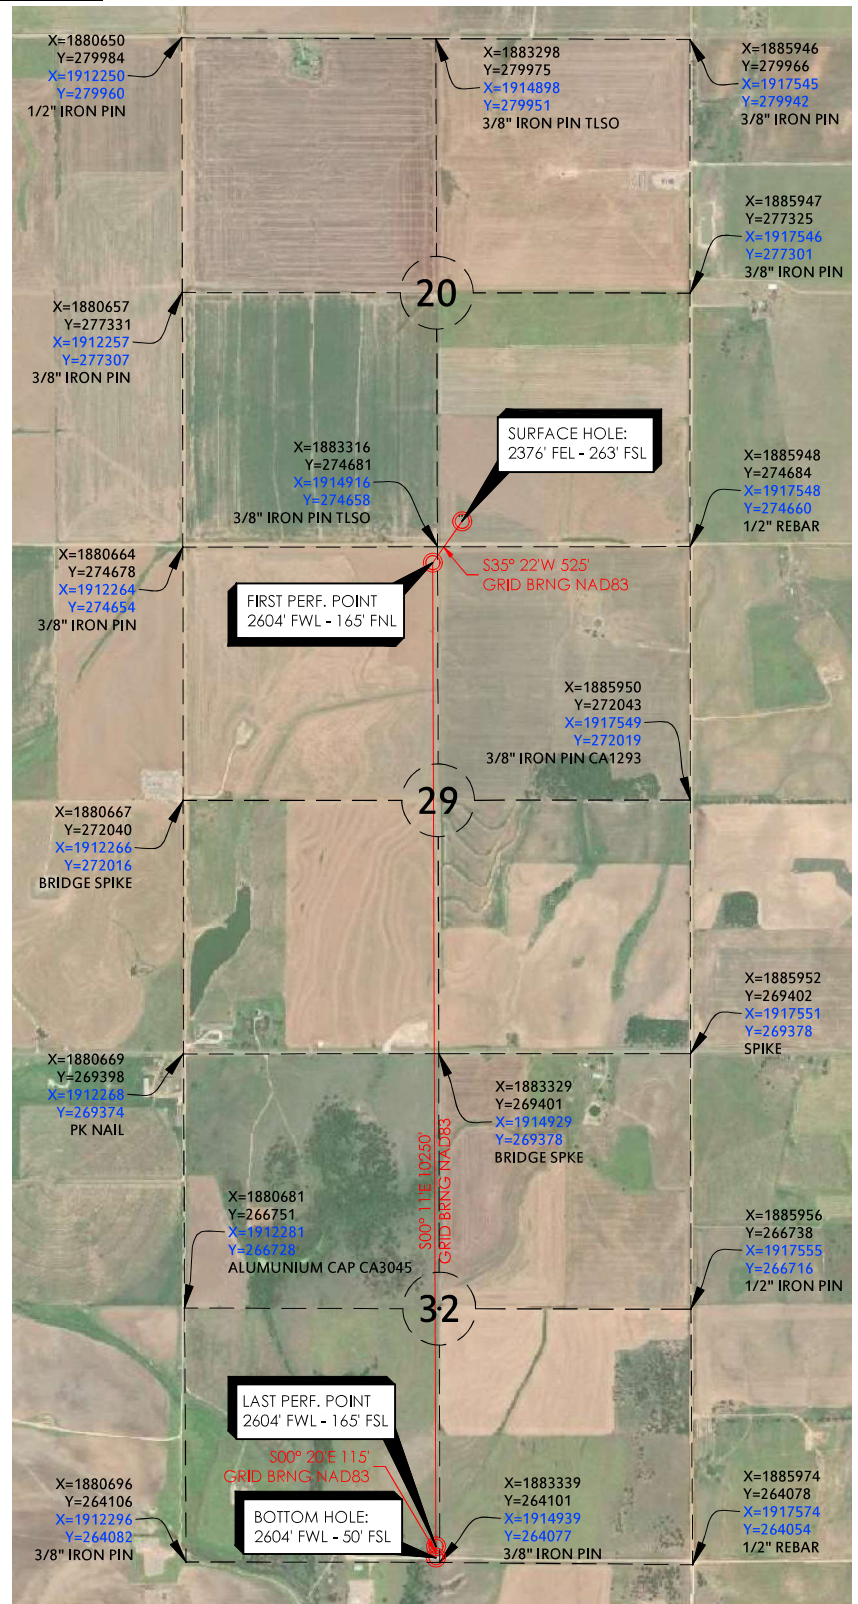 X=1880650
Y=279984
X=1912250
Y=279960
1/2" IRON PIN
X=1883298
Y=279975
X=1914898
Y=279951
3/8" IRON PIN TLSO
X=1885946
Y=279966
X=1917545
Y=279942
3/8" IRON PIN
X=1885947
Y=277325
X=1917546
Y=277301
3/8" IRON PIN
20
X=1880657
Y=277331
X=1912257
Y=277307
3/8" IRON PIN
SURFACE HOLE:
2376' FEL - 263' FSL
X=1883316
Y=274681
X=1914916
Y=274658
3/8" IRON PIN TLSO
X=1885948
Y=274684
X=1917548
Y=274660
1/2" REBAR
X=1880664
Y=274678
X=1912264
Y=274654
3/8" IRON PIN
S35° 22'W 525'
GRID BRNG NAD83
FIRST PERF. POINT
2604' FWL - 165' FNL
X=1885950
Y=272043
X=1917549
Y=272019
3/8" IRON PIN CA1293
29
X=1880667
Y=272040
X=1912266
Y=272016
BRIDGE SPIKE
X=1885952
Y=269402
X=1917551
Y=269378
SPIKE
X=1880669
Y=269398
X=1912268
Y=269374
PK NAIL
X=1883329
Y=269401
X=1914929
Y=269378
BRIDGE SPKE
S00° 11'E 10250'
GRID BRNG NAD83
X=1880681
Y=266751
X=1912281
Y=266728
ALUMUNIUM CAP CA3045
X=1885956
Y=266738
X=1917555
Y=266716
1/2" IRON PIN
32
LAST PERF. POINT
2604' FWL - 165' FSL
S00° 20'E 115'
GRID BRNG NAD83
X=1880696
Y=264106
X=1912296
Y=264082
3/8" IRON PIN
BOTTOM HOLE:
2604' FWL - 50' FSL
X=1883339
Y=264101
X=1914939
Y=264077
3/8" IRON PIN
X=1885974
Y=264078
X=1917574
Y=264054
1/2" REBAR